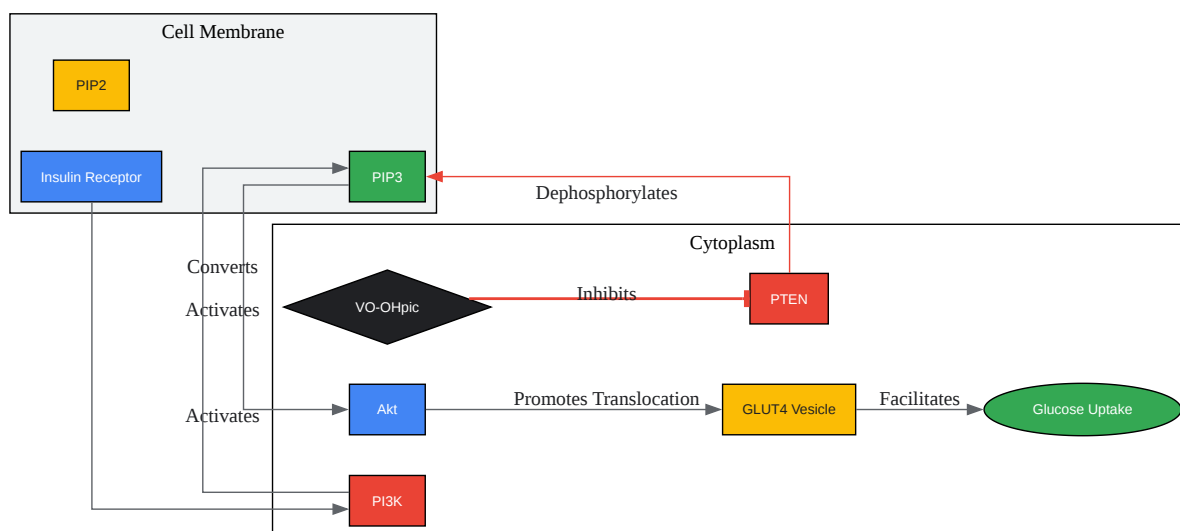 Cell Membrane
PIP2
Insulin Receptor
PIP3
Dephosphorylates
Cytoplasm
Converts
Activates
VO-OHpic
Inhibits
PTEN
Activates
Akt
Promotes Translocation
GLUT4 Vesicle
Facilitates
Glucose Uptake
PI3K